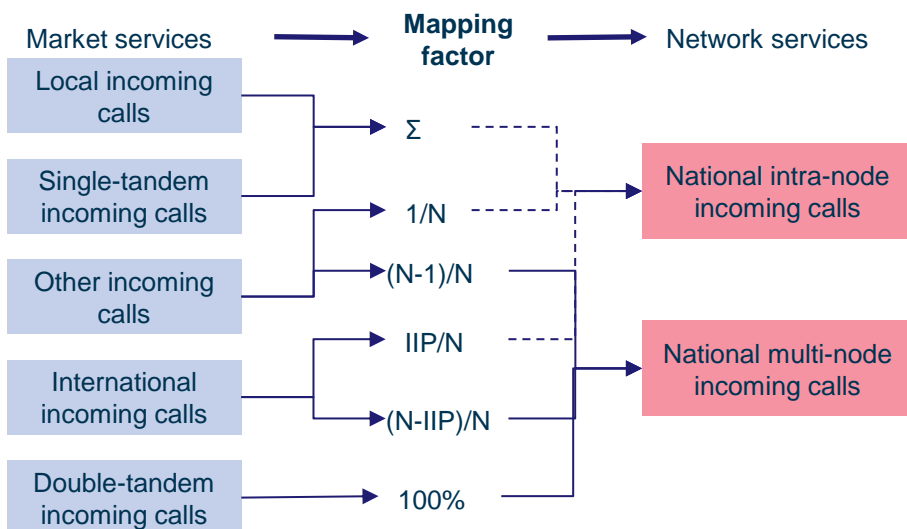 Market services
Mapping
factor
Network services
Local incoming
calls
Single-tandem
incoming calls
Other incoming
calls
International
incoming calls
Double-tandem
incoming calls
Σ
1/N
(N-1)/N
IIP/N
(N-IIP)/N
100%
National intra-node
incoming calls
National multi-node
incoming calls